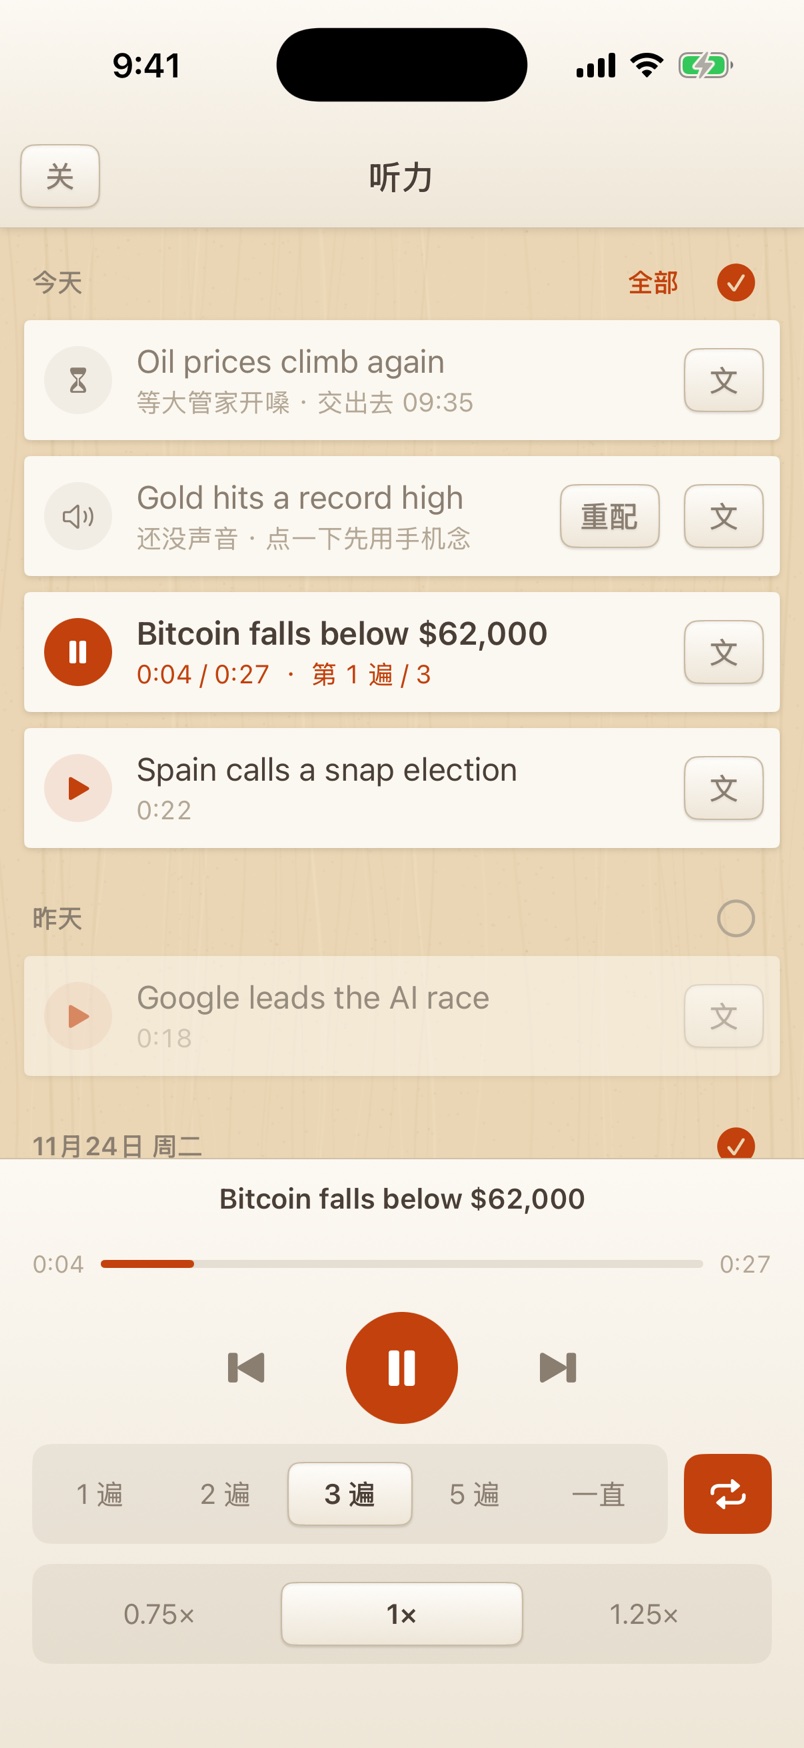 9:41
关
听力
今天
全部
Oil prices climb again
等大管家开嗓 · 交出去 09:35
文
Gold hits a record high
还没声音 · 点一下先用手机念
重配
文
Bitcoin falls below $62,000
0:04 / 0:27 · 第 1 遍 / 3
文
Spain calls a snap election
0:22
文
昨天
Google leads the AI race
0:18
文
11月24日 周二
Bitcoin falls below $62,000
0:04
0:27
1 遍
2 遍
3 遍
5 遍
一直
0.75×
1×
1.25×